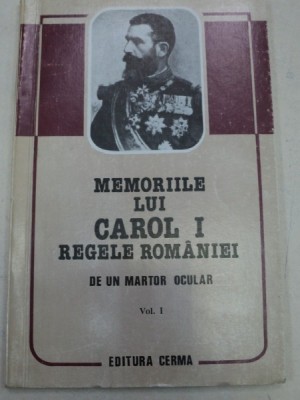 MEMORIILE
LUI
CAROL I
REGELE ROMÂNIEI
DE UN MARTOR OCULAR
Vol. I
EDITURA CERMA